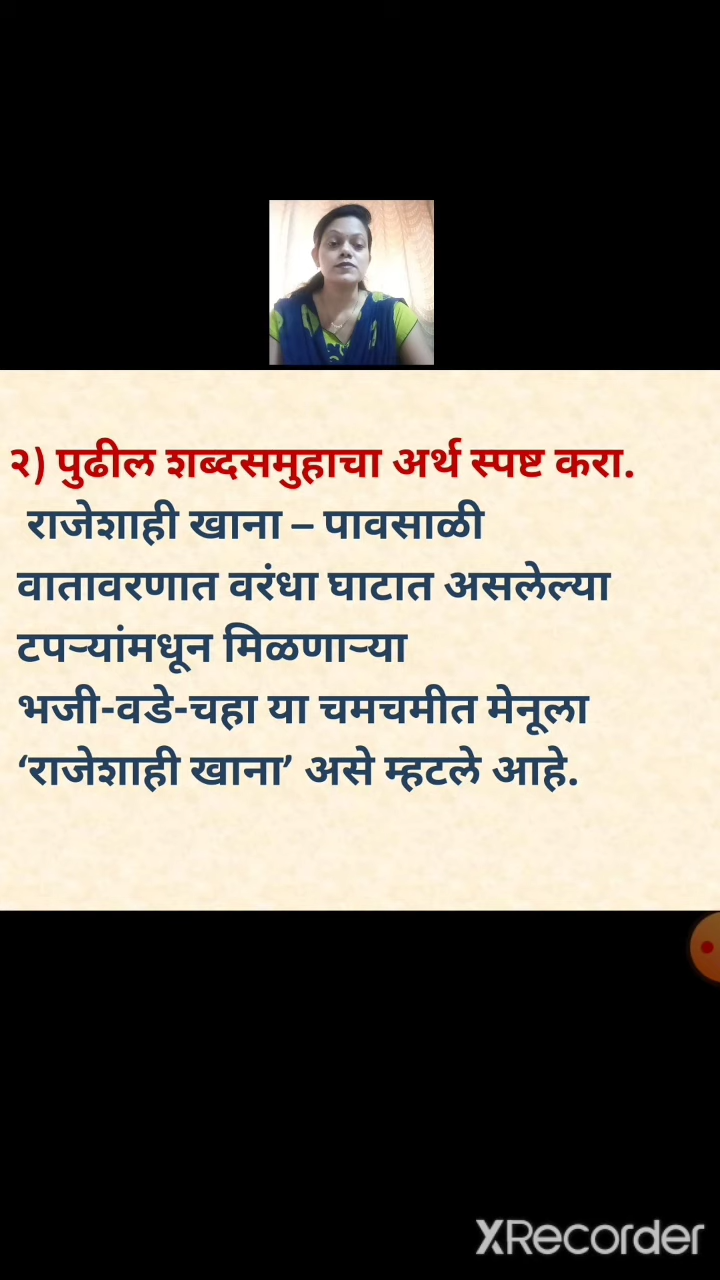 २) पुढील शब्दसमुहाचा अर्थ स्पष्ट करा.
राजेशाही खाना – पावसाळी
वातावरणात वरंधा घाटात असलेल्या
टपऱ्यांमधून मिळणाऱ्या
भजी-वडे-चहा या चमचमीत मेनूला
‘राजेशाही खाना’ असे म्हटले आहे.
XRecorder